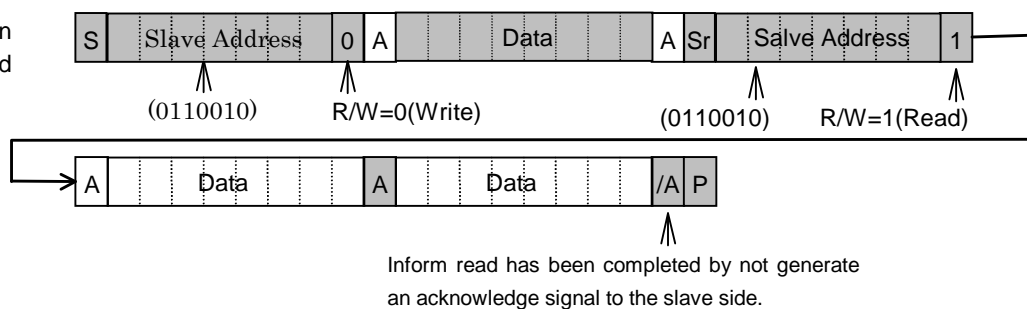 n
d
S Slave Address 0 A Data A Sr Salve Address 1
(0110010) R/W=0(Write) (0110010) R/W=1(Read)
A Data A Data /A P
Inform read has been completed by not generate
an acknowledge signal to the slave side.